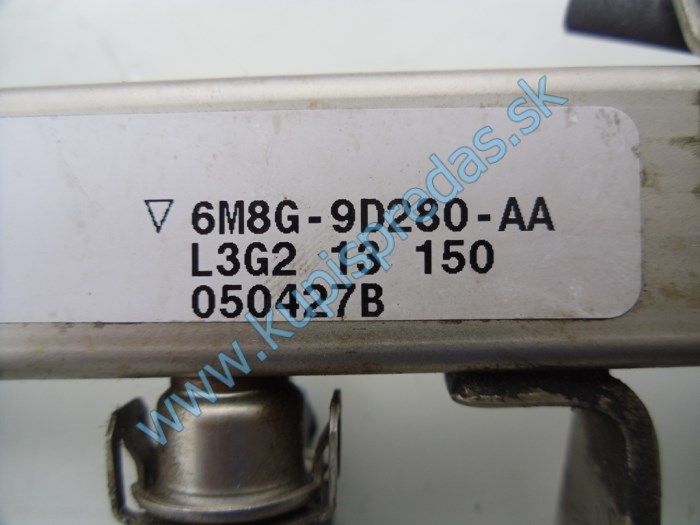 ▽ 6M8G-9D280-AA
L3G2 13 150
050427B
www.kupispredas.sk